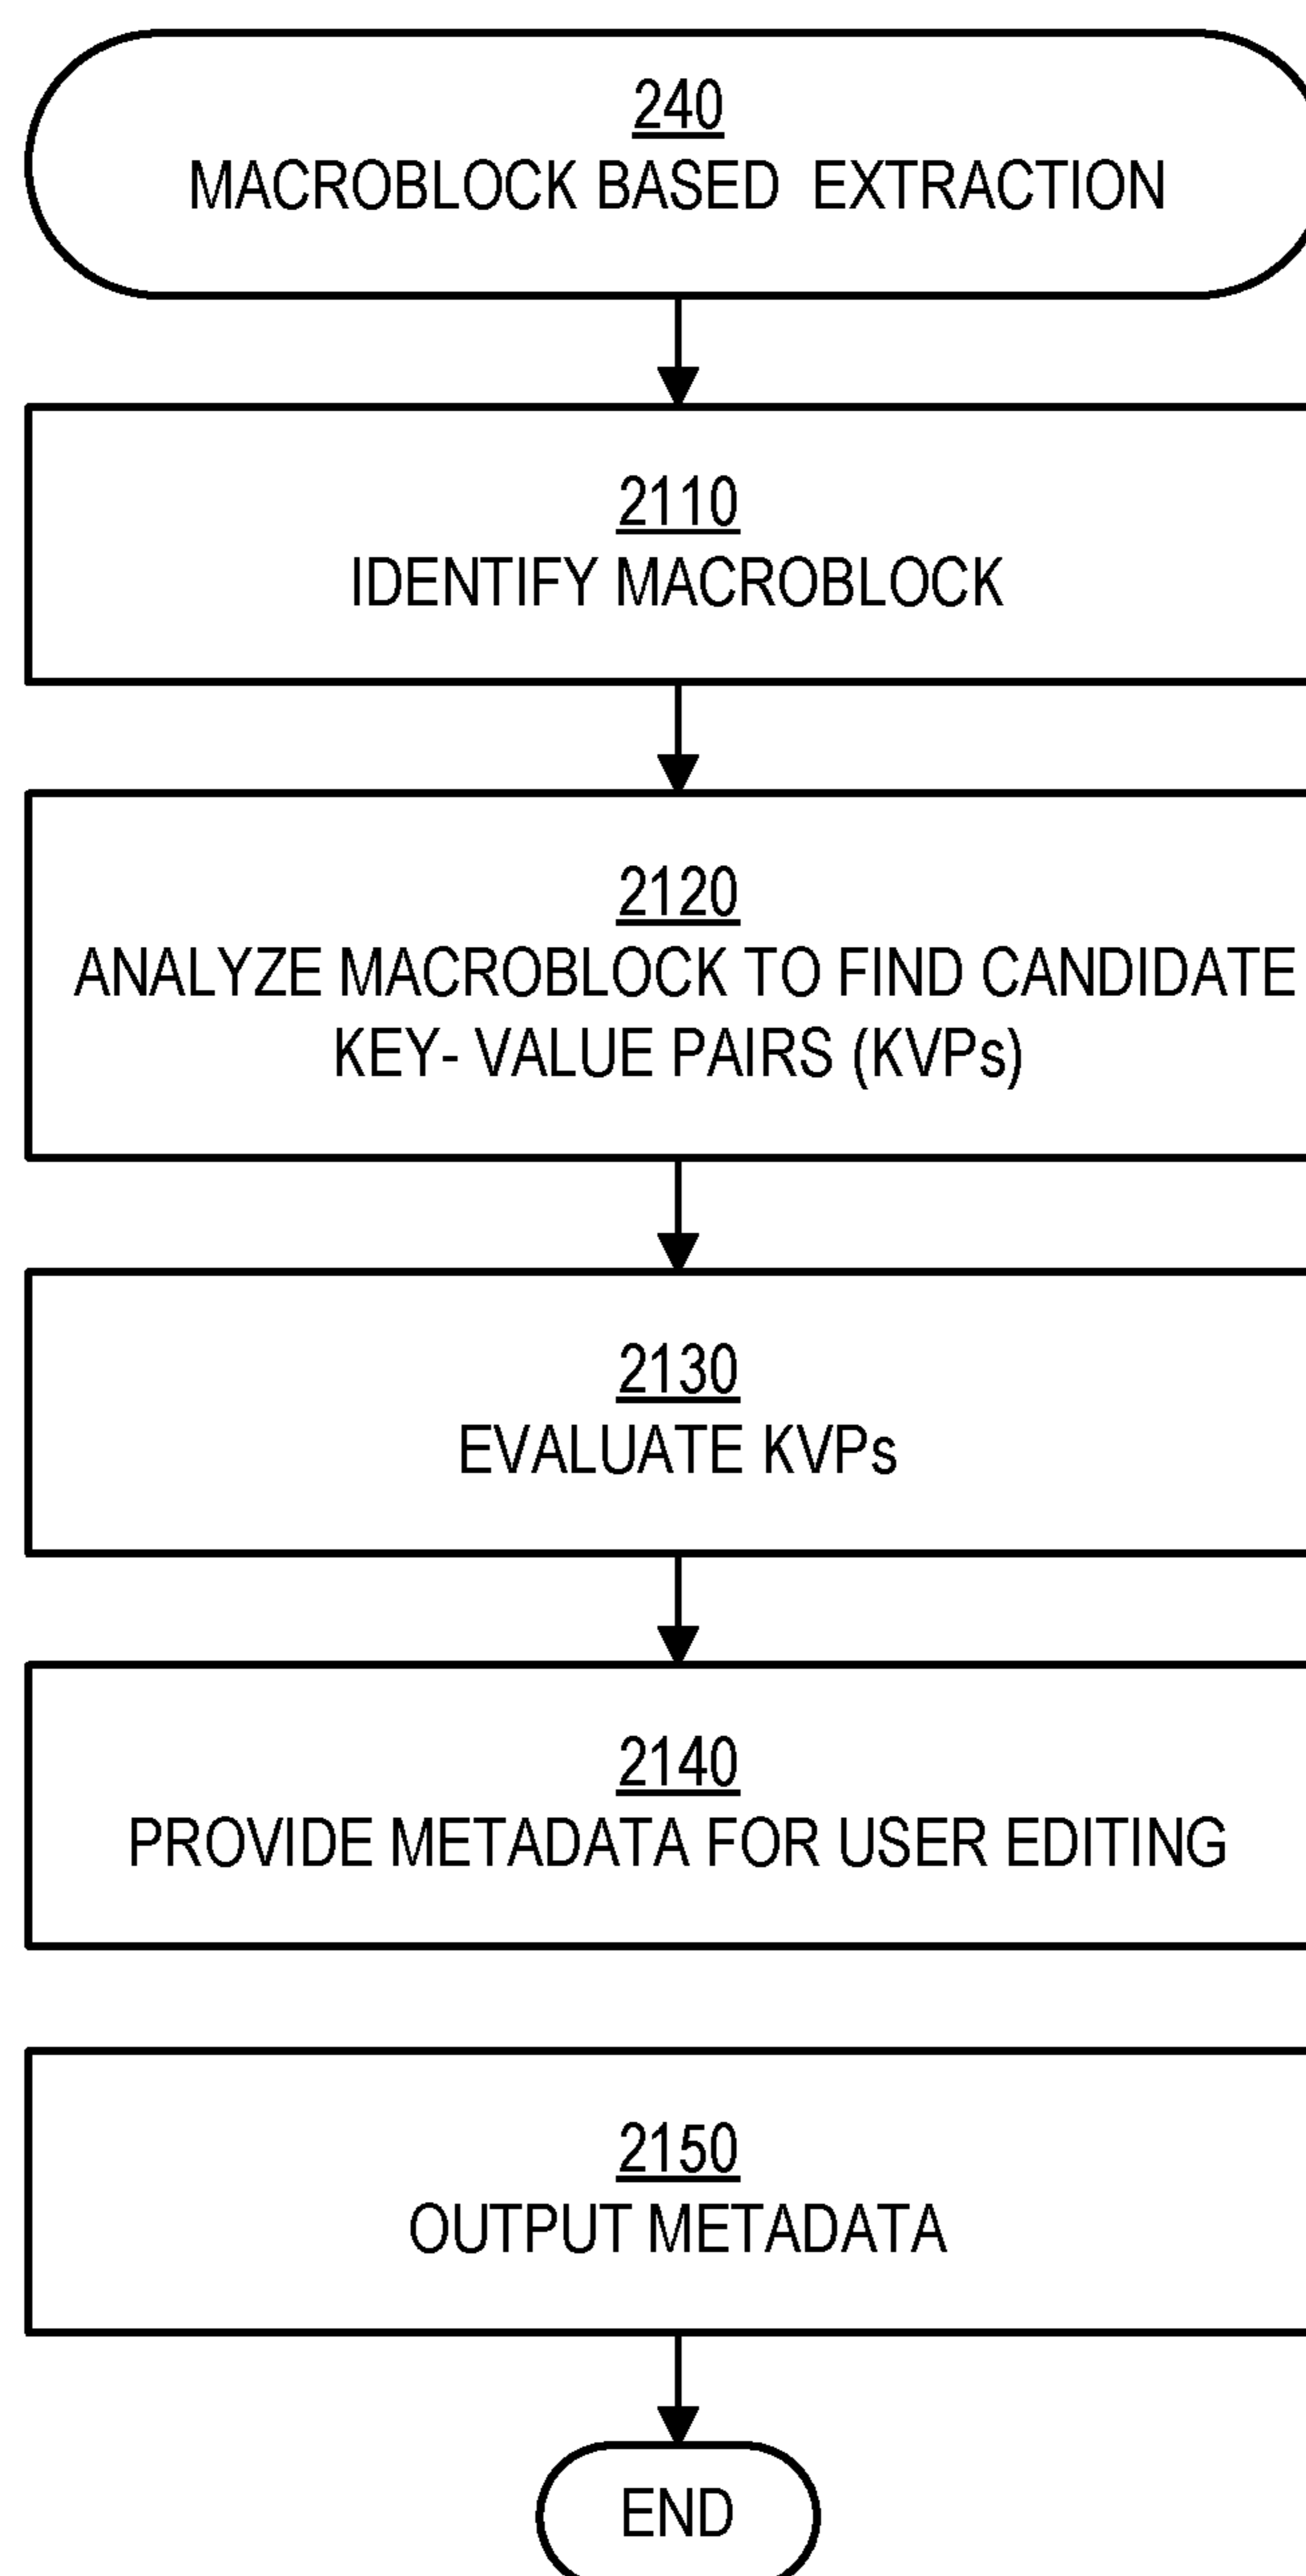 240
MACROBLOCK BASED EXTRACTION
2110
IDENTIFY MACROBLOCK
2120
ANALYZE MACROBLOCK TO FIND CANDIDATE
KEY- VALUE PAIRS (KVPs)
2130
EVALUATE KVPs
2140
PROVIDE METADATA FOR USER EDITING
2150
OUTPUT METADATA
END